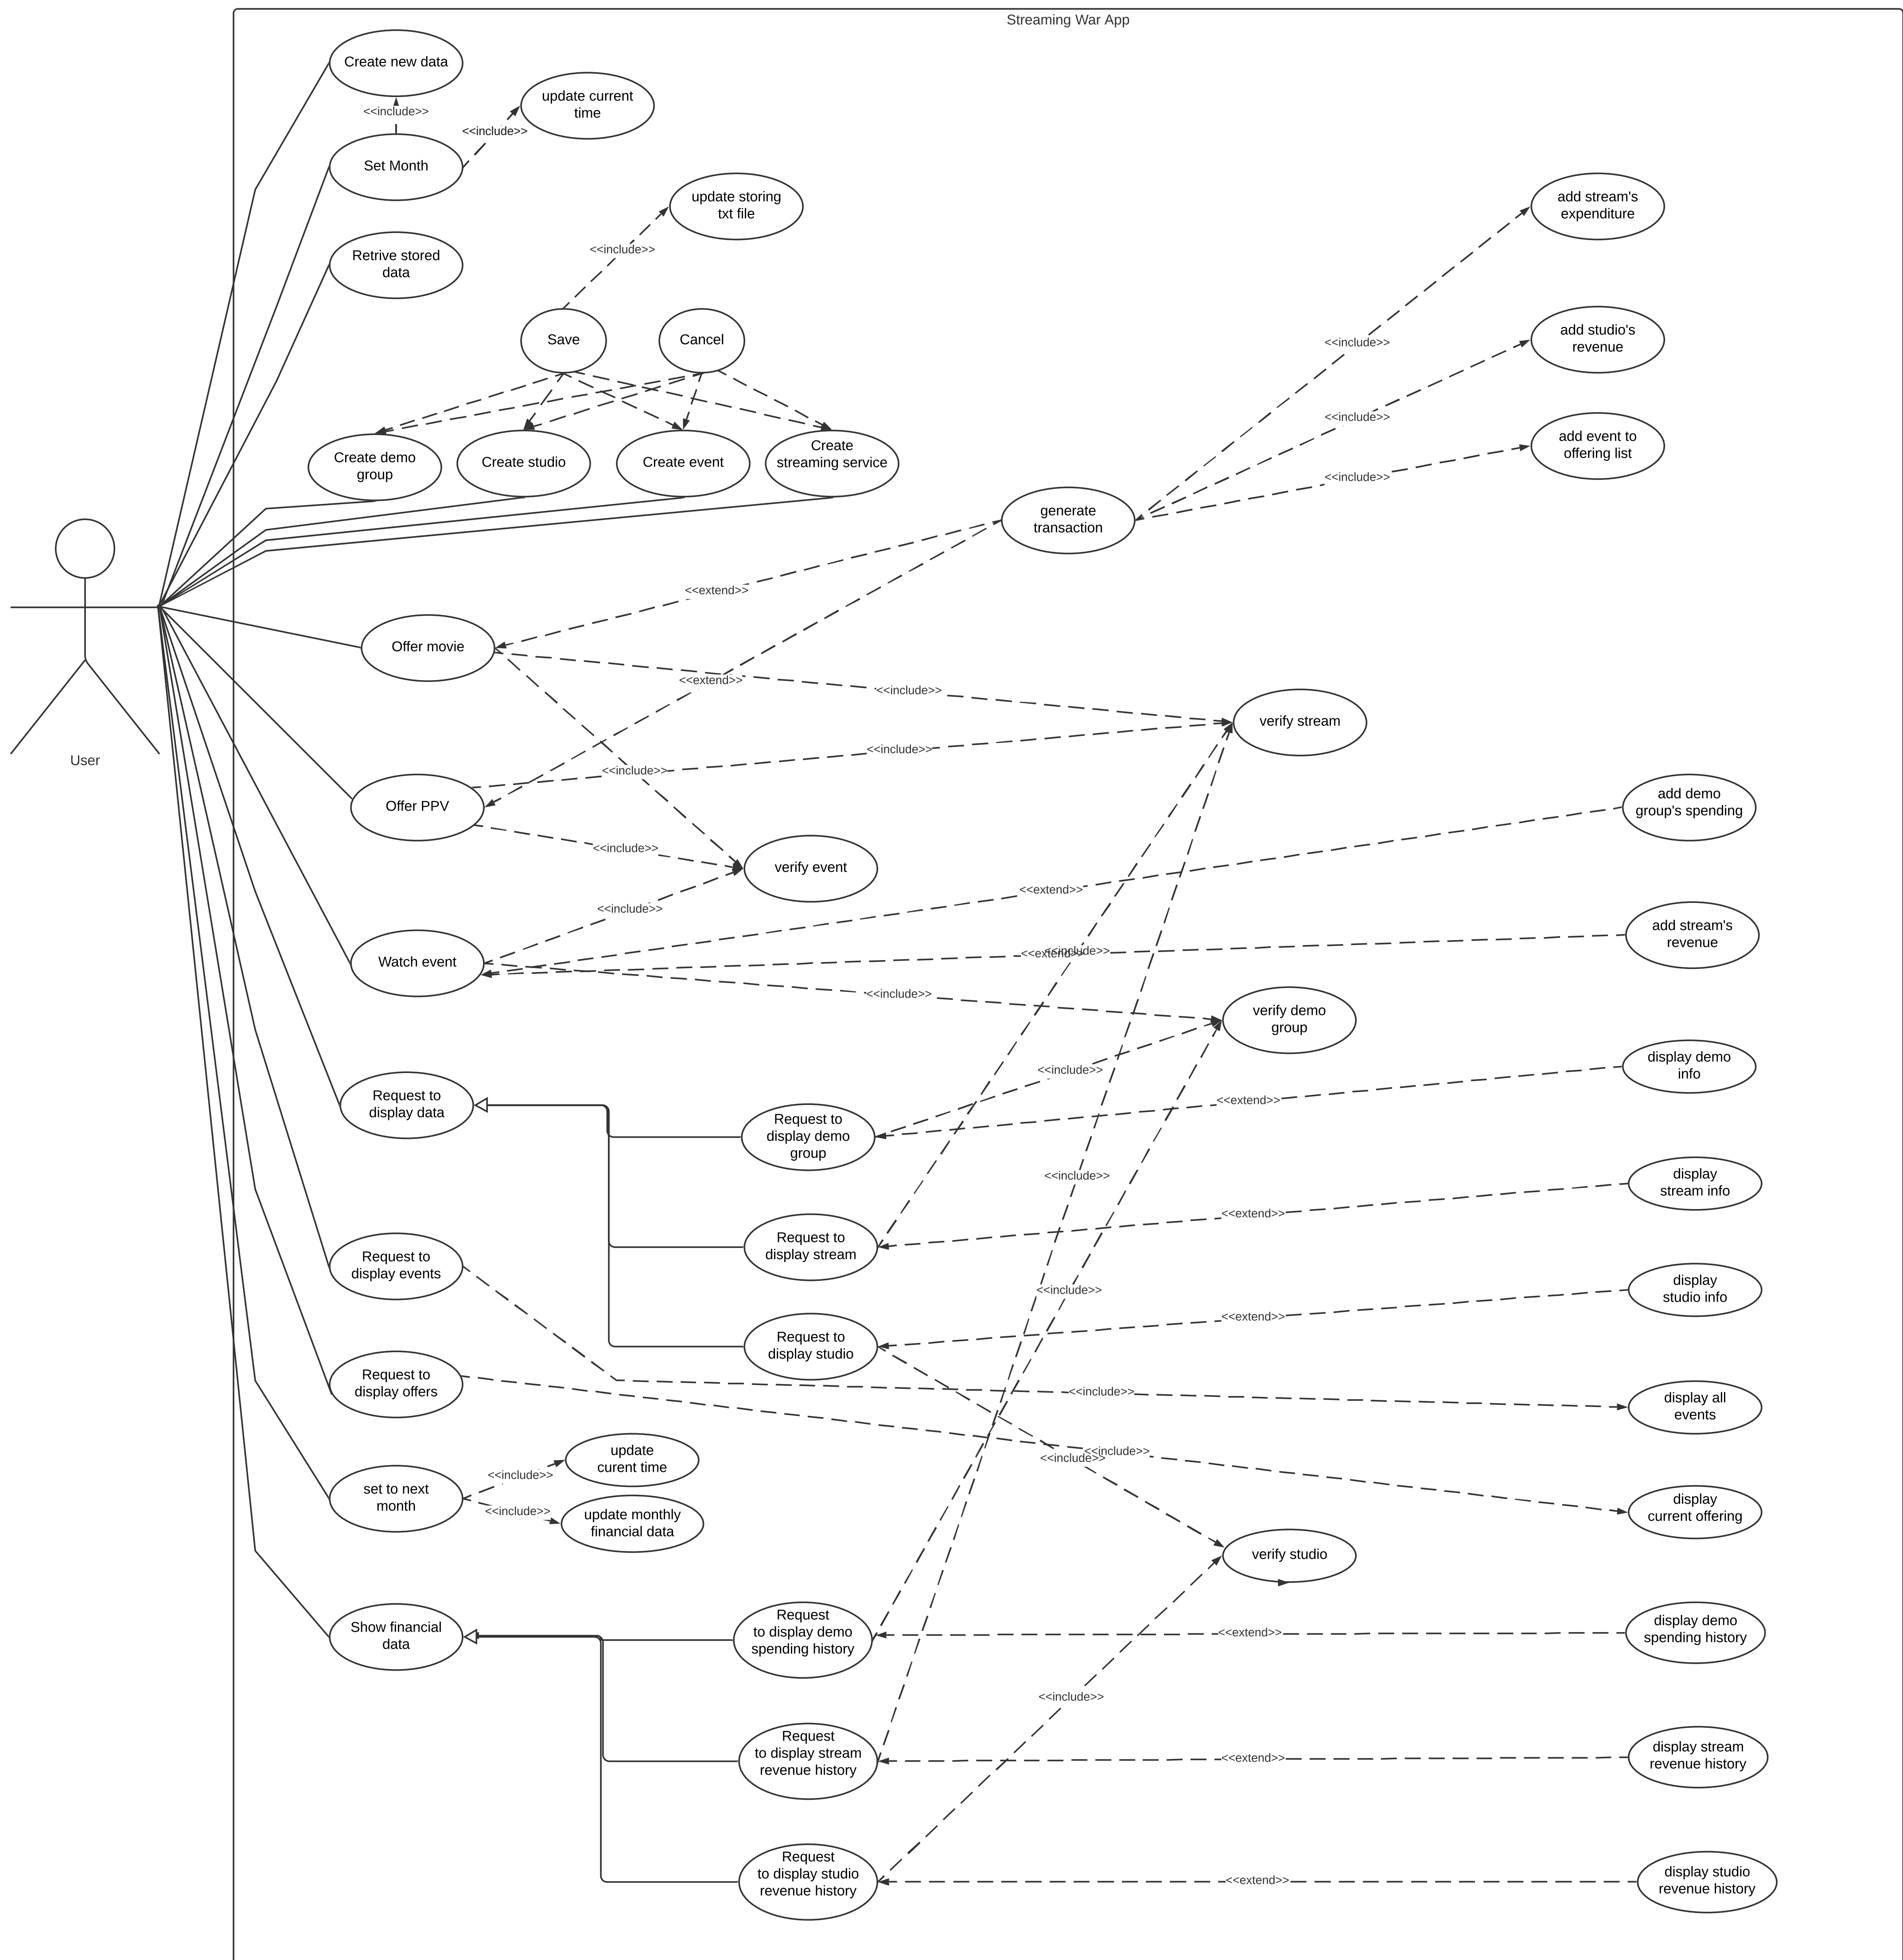 Streaming War App
Create new data
<<include>>
update current
time
<<include>>
Set Month
update storing
txt file
add stream's
expenditure
Retrive stored
data
<<include>>
Save
Cancel
add studio's
revenue
<<include>>
<<include>>
add event to
offering list
Create demo
group
Create studio
Create event
Create
streaming service
<<include>>
generate
transaction
<<extend>>
Offer movie
<<extend>>
<<include>>
verify stream
User
<<include>>
<<include>>
Offer PPV
add demo
group's spending
<<include>>
verify event
<<extend>>
<<include>>
add stream's
revenue
Watch event
<<include>>
<<extend>>
<<include>>
verify demo
group
display demo
info
<<include>>
Request to
display data
<<extend>>
Request to
display demo
group
<<include>>
display
stream info
<<extend>>
Request to
display stream
Request to
display events
<<include>>
display
studio info
<<extend>>
Request to
display studio
Request to
display offers
<<include>>
display all
events
<<include>>
<<include>>
update
curent time
<<include>>
set to next
month
<<include>>
update monthly
financial data
display
current offering
verify studio
Show financial
data
Request
to display demo
spending history
<<extend>>
display demo
spending history
<<include>>
Request
to display stream
revenue history
<<extend>>
display stream
revenue history
Request
to display studio
revenue history
<<extend>>
display studio
revenue history